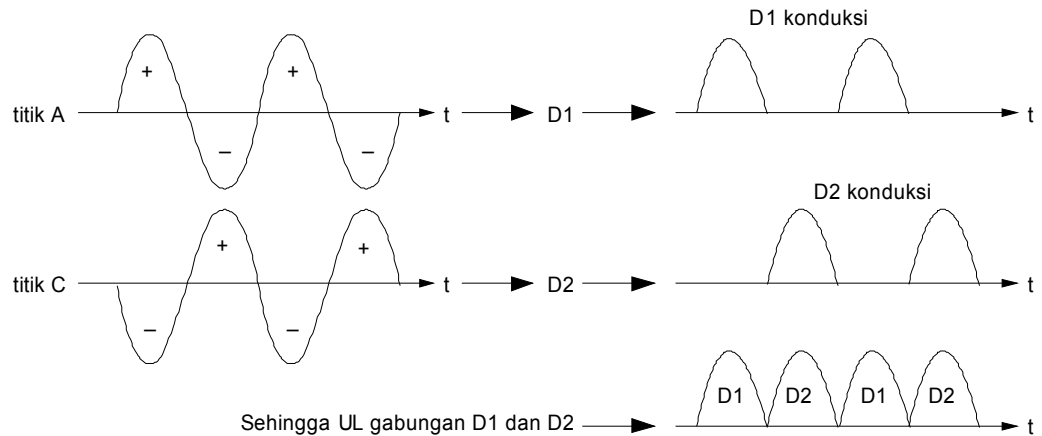 D1 konduksi
+ +
titik A t D1 t
– –
D2 konduksi
+ +
titik C t D2 t
– –
D1 D2 D1 D2
Sehingga UL gabungan D1 dan D2 t